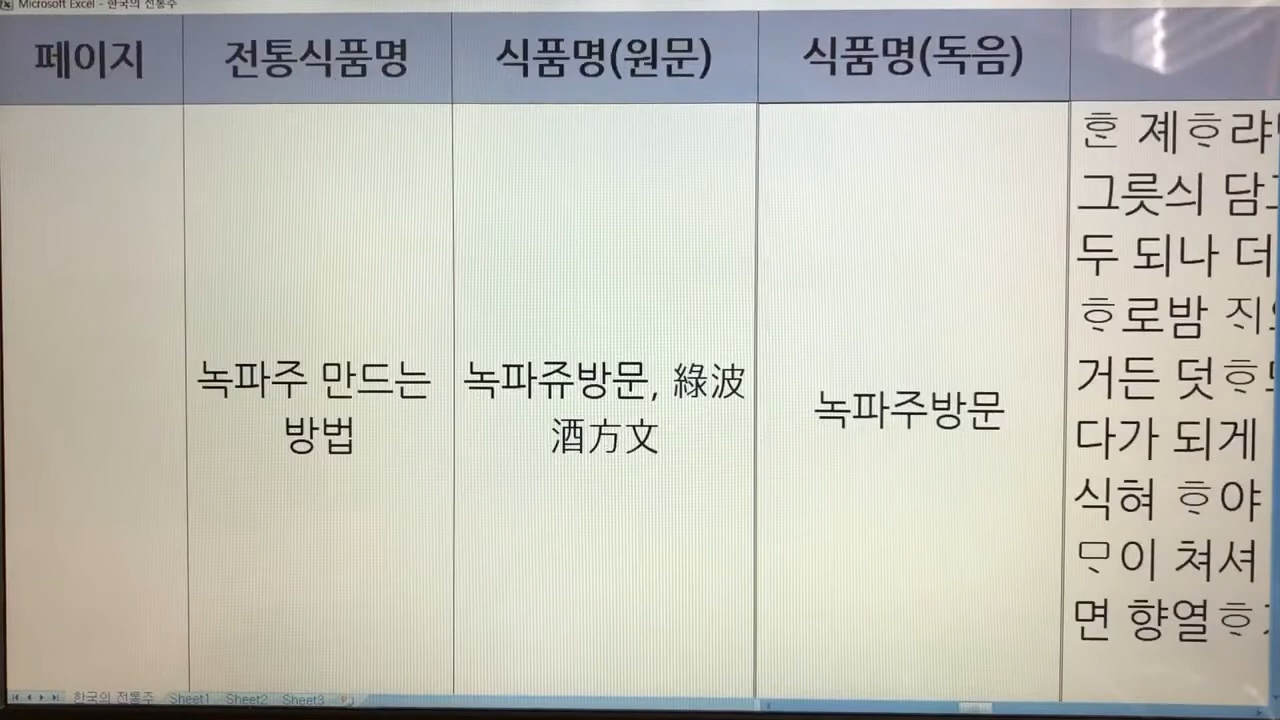 Microsoft Excel - 한국의 전통주
페이지 전통식품명 식품명(원문) 식품명(독음)
녹파주 만드는
방법
녹파쥬방문, 綠波
酒方文
녹파주방문
ᄒᆞᆫ 졔ᄒᆞ랴
그릇싀 담
두 되나 더
ᄒᆞ로밤
거든 덧ᄒᆞ
다가 되게
식혀 ᄒᆞ야
ᄆᆞ이 쳐셔
면 향열ᄒᆞ
한국의 전통주 Sheet1 Sheet2 Sheet3